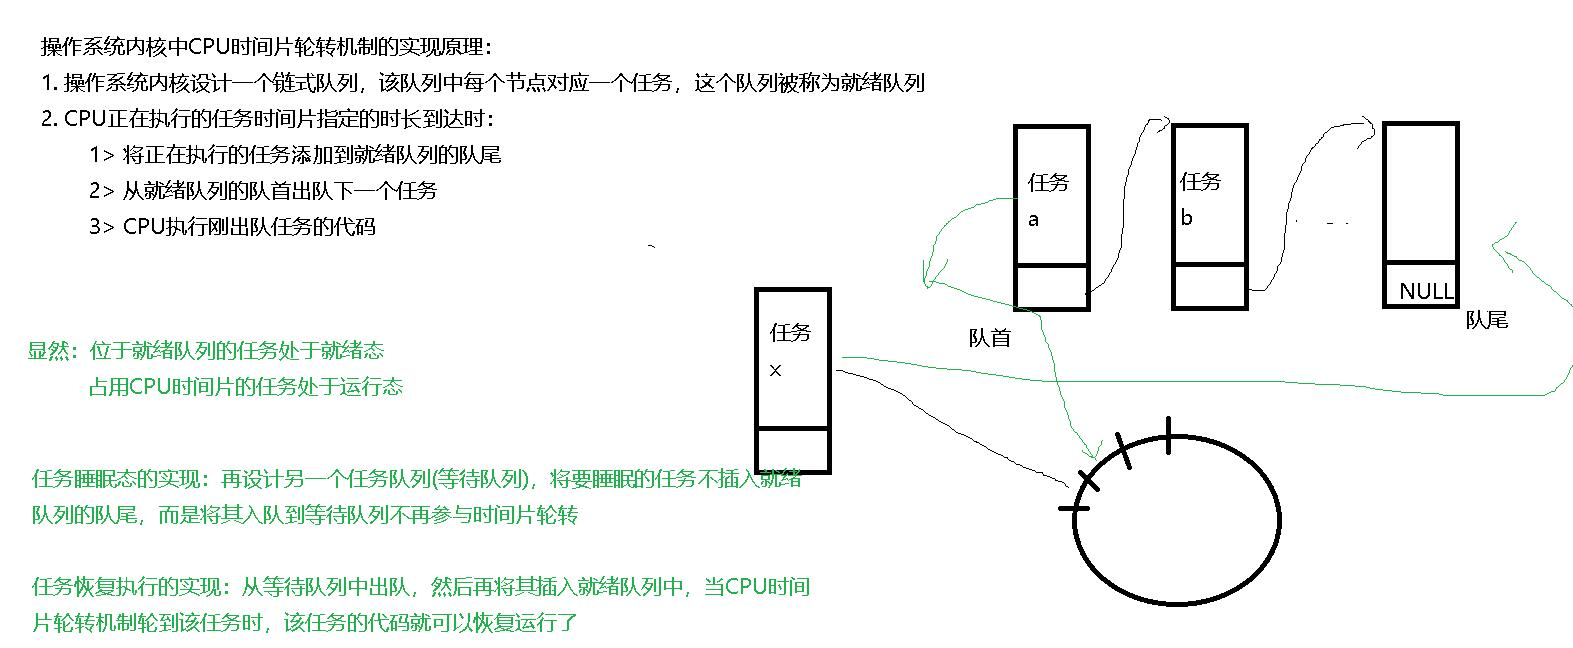 操作系统内核中CPU时间片轮转机制的实现原理：
1. 操作系统内核设计一个链式队列，该队列中每个节点对应一个任务，这个队列被称为就绪队列
2. CPU正在执行的任务时间片指定的时长到达时：
1> 将正在执行的任务添加到就绪队列的队尾
2> 从就绪队列的队首出队下一个任务
3> CPU执行刚出队任务的代码
任务
a
任务
b
NULL
队首
队尾
任务
x
显然：位于就绪队列的任务处于就绪态
占用CPU时间片的任务处于运行态
任务睡眠态的实现：再设计另一个任务队列(等待队列)，将要睡眠的任务不插入就绪
队列的队尾，而是将其入队到等待队列不再参与时间片轮转
任务恢复执行的实现：从等待队列中出队，然后再将其插入就绪队列中，当CPU时间
片轮转机制轮到该任务时，该任务的代码就可以恢复运行了